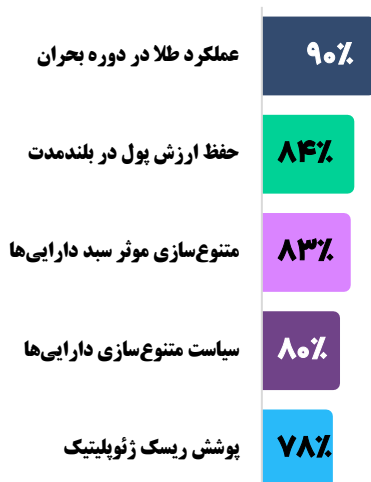 عملکرد طلا در دوره بحران
۹۰٪
حفظ ارزش پول در بلندمدت
۸۴٪
متنوع‌سازی موثر سبد دارایی‌ها
۸۳٪
سیاست متنوع‌سازی دارایی‌ها
۸۰٪
پوشش ریسک ژئوپلیتیک
۷۸٪